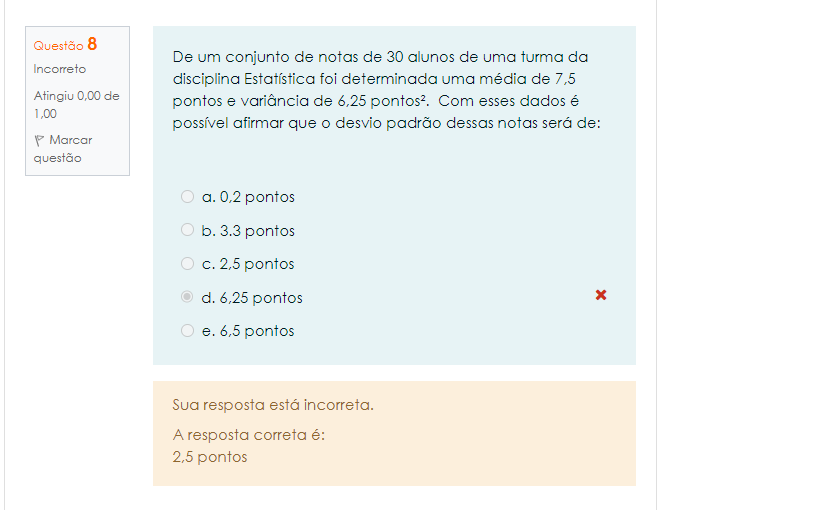 Questão 8
Incorreto
Atingiu 0,00 de
1,00
Marcar
questão
De um conjunto de notas de 30 alunos de uma turma da
disciplina Estatística foi determinada uma média de 7,5
pontos e variância de 6,25 pontos². Com esses dados é
possível afirmar que o desvio padrão dessas notas será de:
a. 0,2 pontos
b. 3.3 pontos
c. 2,5 pontos
d. 6,25 pontos
e. 6,5 pontos
Sua resposta está incorreta.
A resposta correta é:
2,5 pontos